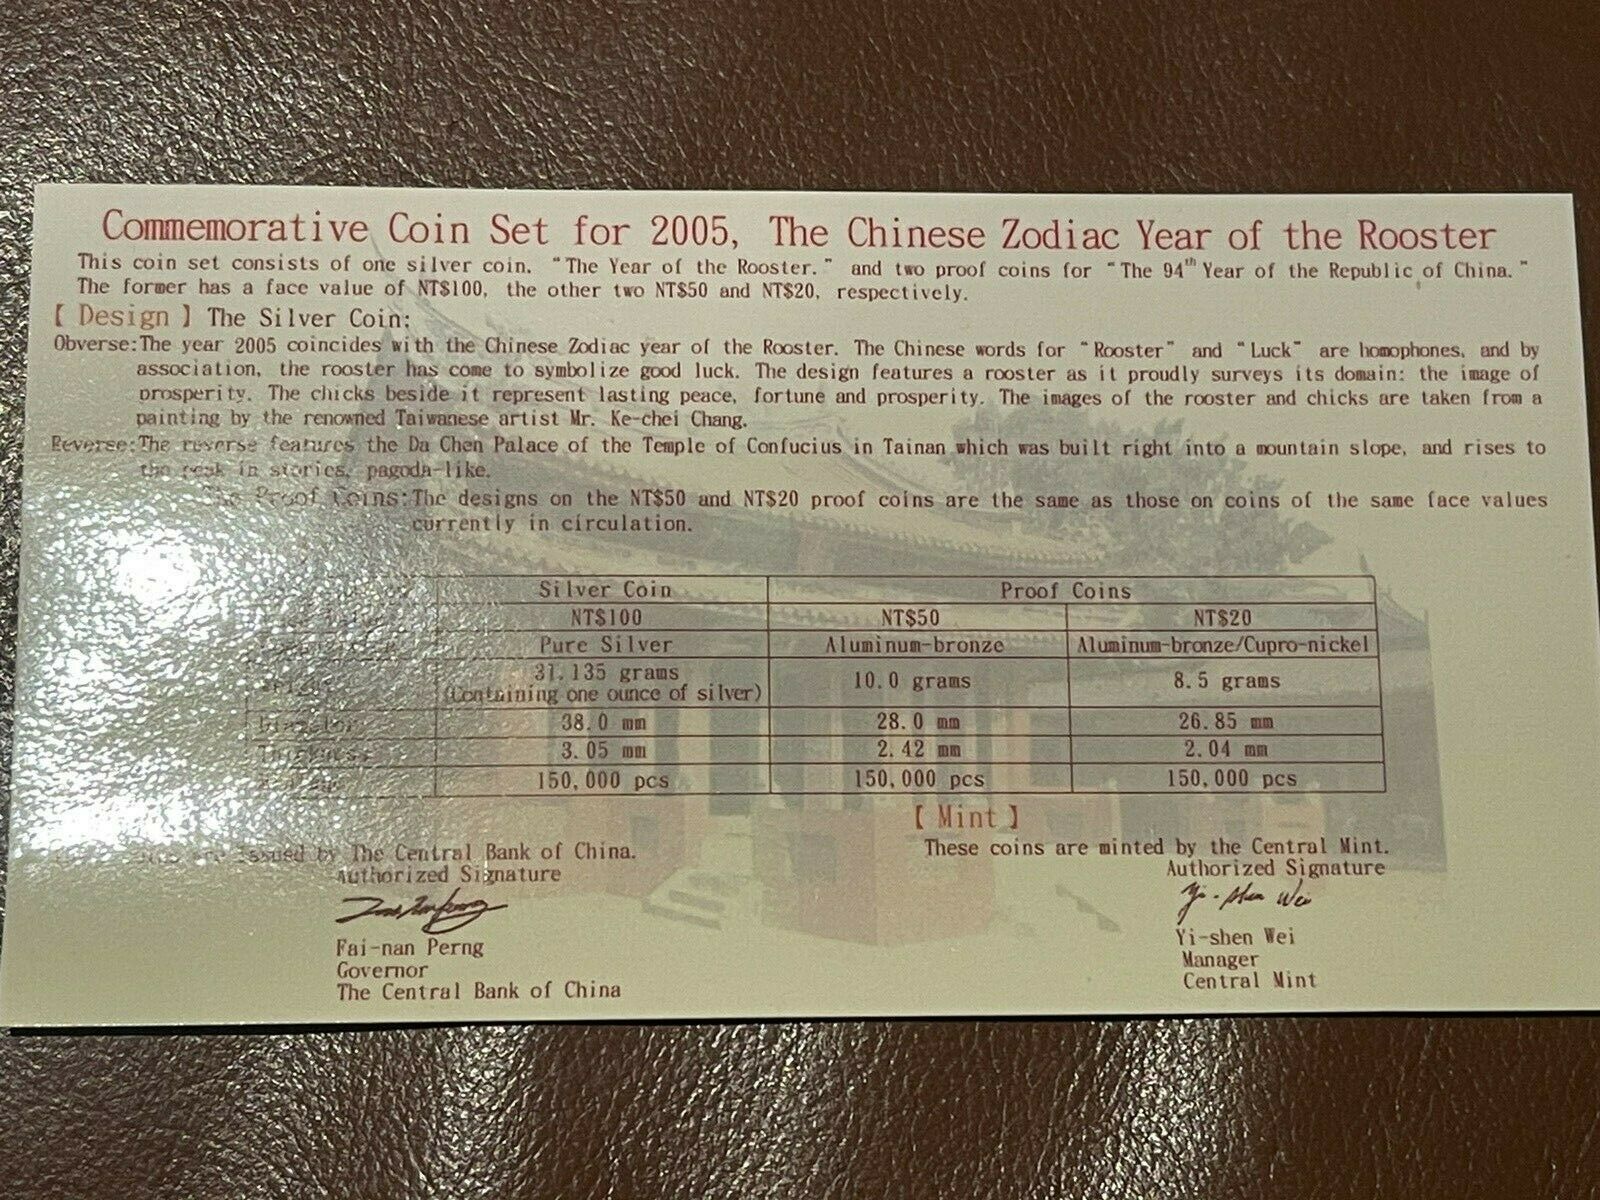 Commemorative Coin Set for 2005, The Chinese Zodiac Year of the Rooster
This coin set consists of one silver coin, "The Year of the Rooster." and two proof coins for "The 94th Year of the Republic of China."
The former has a face value of NT$100, the other two NT$50 and NT$20, respectively.
【 Design 】 The Silver Coin:
Obverse:The year 2005 coincides with the Chinese Zodiac year of the Rooster. The Chinese words for "Rooster" and "Luck" are homophones, and by
association, the rooster has come to symbolize good luck. The design features a rooster as it proudly surveys its domain: the image of
prosperity. The chicks beside it represent lasting peace, fortune and prosperity. The images of the rooster and chicks are taken from a
painting by the renowned Taiwanese artist Mr. Ke-chei Chang.
Reverse:The reverse features the Da Chen Palace of the Temple of Confucius in Tainan which was built right into a mountain slope, and rises to
the peak in stories, pagoda-like.
The Proof Coins:The designs on the NT$50 and NT$20 proof coins are the same as those on coins of the same face values
currently in circulation.
Silver Coin Proof Coins
NT$100 NT$50 NT$20
Pure Silver Aluminum-bronze Aluminum-bronze/Cupro-nickel
31.135 grams 10.0 grams 8.5 grams
(Containing one ounce of silver)
Diameter 38.0 mm 28.0 mm 26.85 mm
Thickness 3.05 mm 2.42 mm 2.04 mm
150,000 pcs 150,000 pcs 150,000 pcs
【 Mint 】
are issued by The Central Bank of China.
These coins are minted by the Central Mint.
Authorized Signature
Authorized Signature
Yi-shen Wei
Fai-nan Perng
Governor
The Central Bank of China
Yi-shen Wei
Manager
Central Mint